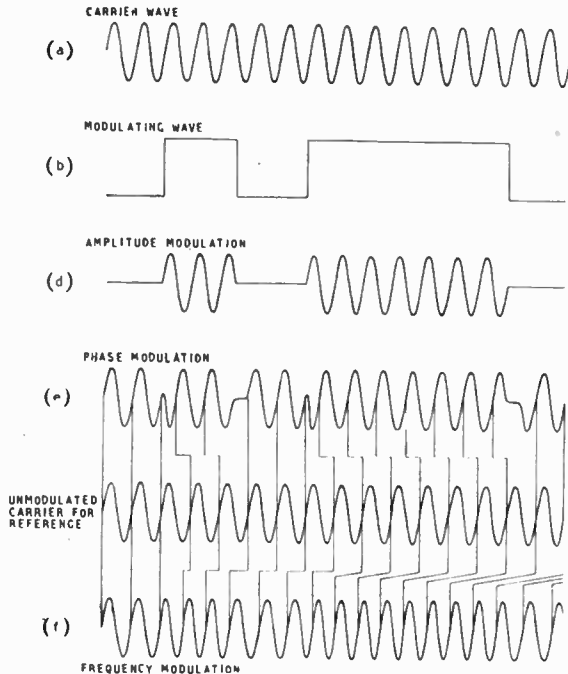 CARRIER WAVE
(a)
MODULATING WAVE
(b)
AMPLITUDE MODULATION
(d)
PHASE MODULATION
(e)
UNMODULATED
CARRIER FOR
REFERENCE
(f)
FREQUENCY MODULATION